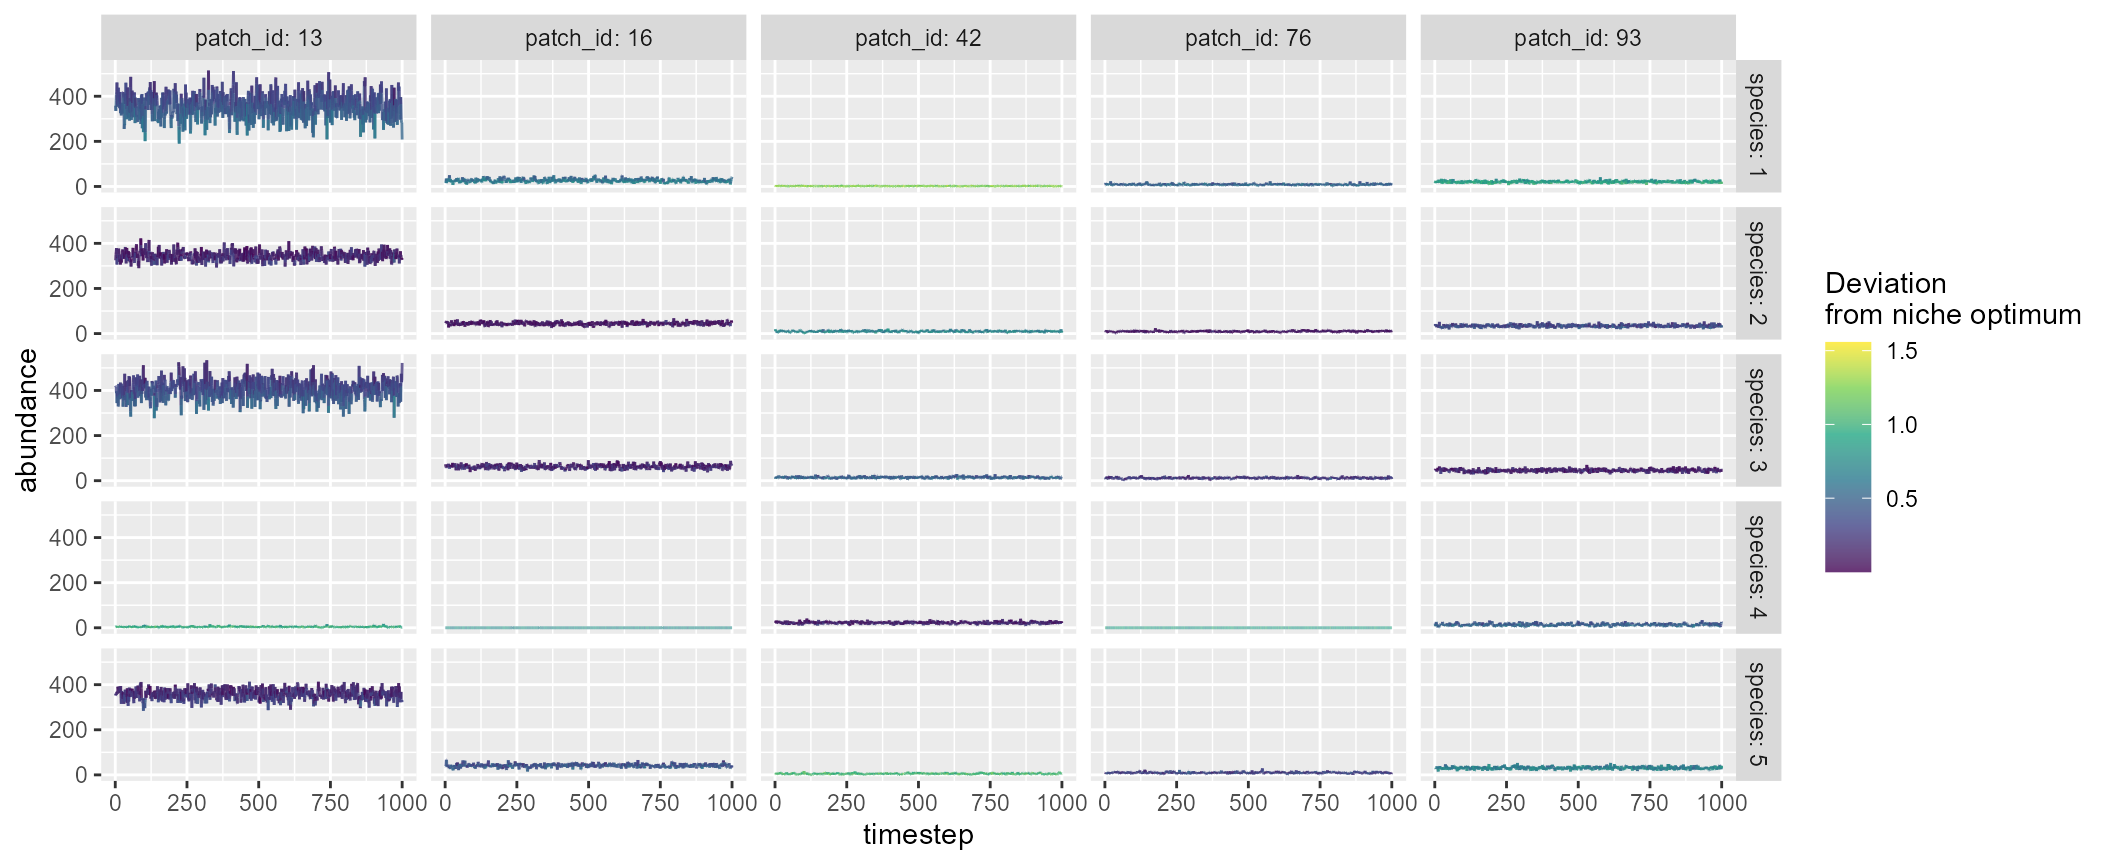 patch_id: 13
patch_id: 16
patch_id: 42
patch_id: 76
patch_id: 93
400
200
0
species: 1
400
200
0
species: 2
400
200
0
species: 3
400
200
0
species: 4
400
200
0
species: 5
0 250 500 750 1000
0 250 500 750 1000
0 250 500 750 1000
0 250 500 750 1000
0 250 500 750 1000
timestep
abundance
Deviation
from niche optimum
1.5
1.0
0.5